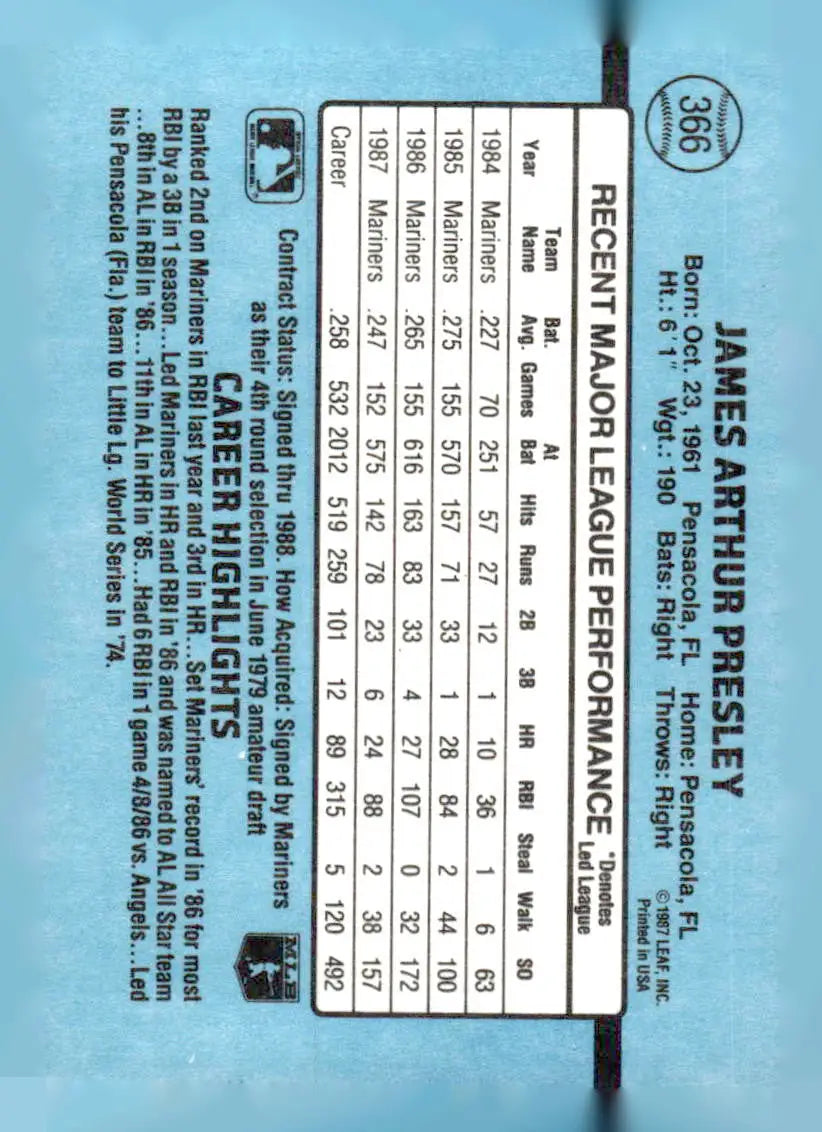 366
JAMES ARTHUR PRESLEY
Born: Oct. 23, 1961 Pensacola, FL Home: Pensacola, FL
Ht.: 6'1" Wgt.: 190 Bats: Right Throws: Right
© 1987 LEAF, INC.
Printed in USA
RECENT MAJOR LEAGUE PERFORMANCE *Denotes Led League
Year Team Name Bat. Avg. Games At Bat Hits Runs 2B 3B HR RBI Steal Walk SO
1984 Mariners .227 70 251 57 27 12 1 10 36 1 6 63
1985 Mariners .275 155 570 157 71 33 1 28 84 2 44 100
1986 Mariners .265 155 616 163 83 33 4 27 107 0 32 172
1987 Mariners .247 152 575 142 78 23 6 24 88 2 38 157
Career .258 532 2012 519 259 101 12 89 315 5 120 492
Contract Status: Signed thru 1988. How Acquired: Signed by Mariners
as their 4th round selection in June 1979 amateur draft
MLB
CAREER HIGHLIGHTS
Ranked 2nd on Mariners in RBI last year and 3rd in HR...Set Mariners' record in '86 for most
RBI by a 3B in 1 season...Led Mariners in HR and RBI in '86 and was named to AL All Star team
...8th in AL in RBI in '86...11th in AL in HR in '85...Had 6 RBI in 1 game 4/8/86 vs. Angels...Led
his Pensacola (Fla.) team to Little Lg. World Series in '74.